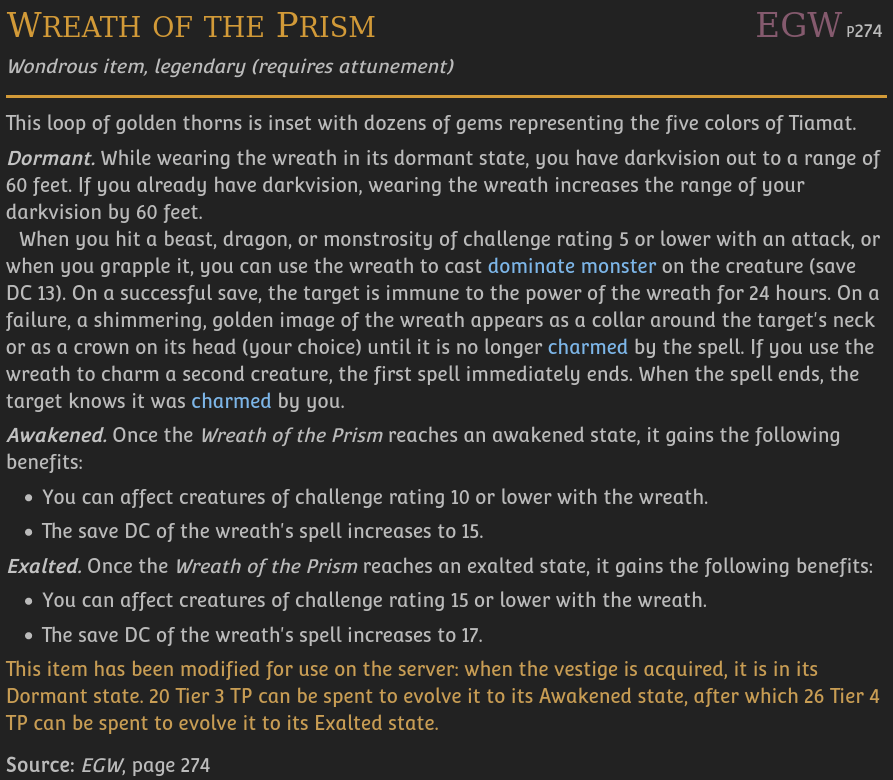 Wreath of the Prism EGW P274
Wondrous item, legendary (requires attunement)
This loop of golden thorns is inset with dozens of gems representing the five colors of Tiamat.
Dormant. While wearing the wreath in its dormant state, you have darkvision out to a range of
60 feet. If you already have darkvision, wearing the wreath increases the range of your
darkvision by 60 feet.
When you hit a beast, dragon, or monstrosity of challenge rating 5 or lower with an attack, or
when you grapple it, you can use the wreath to cast dominate monster on the creature (save
DC 13). On a successful save, the target is immune to the power of the wreath for 24 hours. On a
failure, a shimmering, golden image of the wreath appears as a collar around the target's neck
or as a crown on its head (your choice) until it is no longer charmed by the spell. If you use the
wreath to charm a second creature, the first spell immediately ends. When the spell ends, the
target knows it was charmed by you.
Awakened. Once the Wreath of the Prism reaches an awakened state, it gains the following
benefits:
• You can affect creatures of challenge rating 10 or lower with the wreath.
• The save DC of the wreath's spell increases to 15.
Exalted. Once the Wreath of the Prism reaches an exalted state, it gains the following benefits:
• You can affect creatures of challenge rating 15 or lower with the wreath.
• The save DC of the wreath's spell increases to 17.
This item has been modified for use on the server: when the vestige is acquired, it is in its
Dormant state. 20 Tier 3 TP can be spent to evolve it to its Awakened state, after which 26 Tier 4
TP can be spent to evolve it to its Exalted state.
Source: EGW, page 274